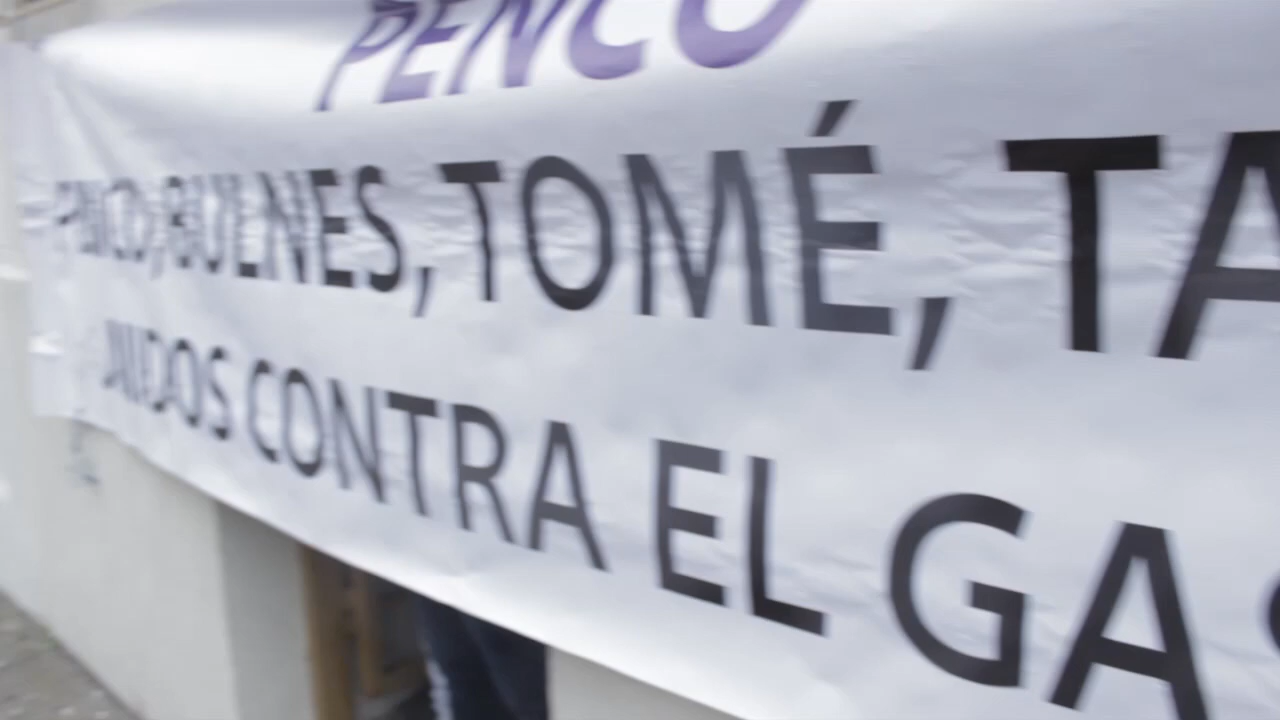 PENCO
PENCO, BULNES, TOMÉ, TA
UNIDOS CONTRA EL GAS